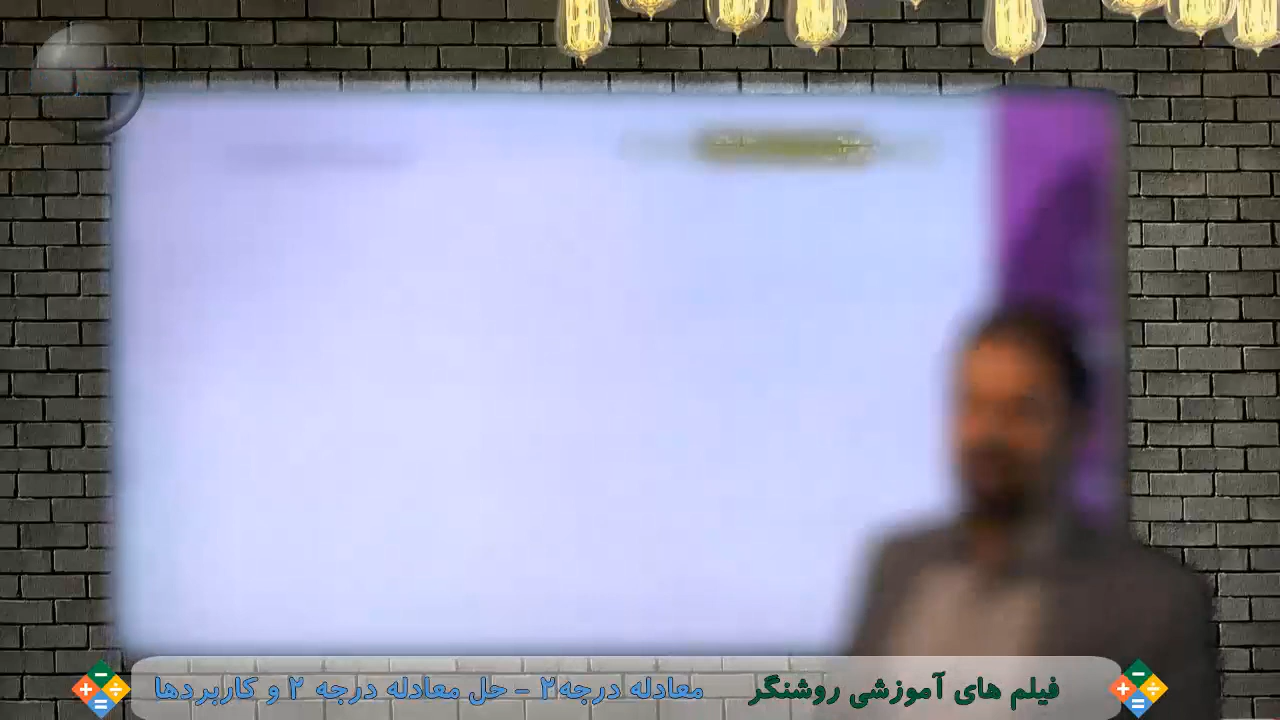 فیلم های آموزشی روشنگر معادله درجه۲ - حل معادله درجه ۲ و کاربردها